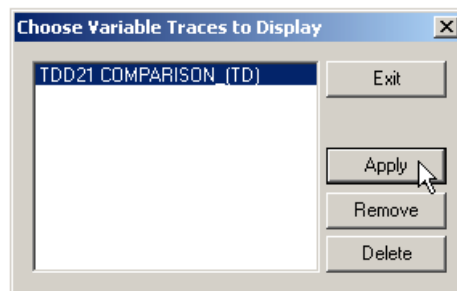 Choose Variable Traces to Display
TDD21 COMPARISON_(TD)
Exit
Apply
Remove
Delete